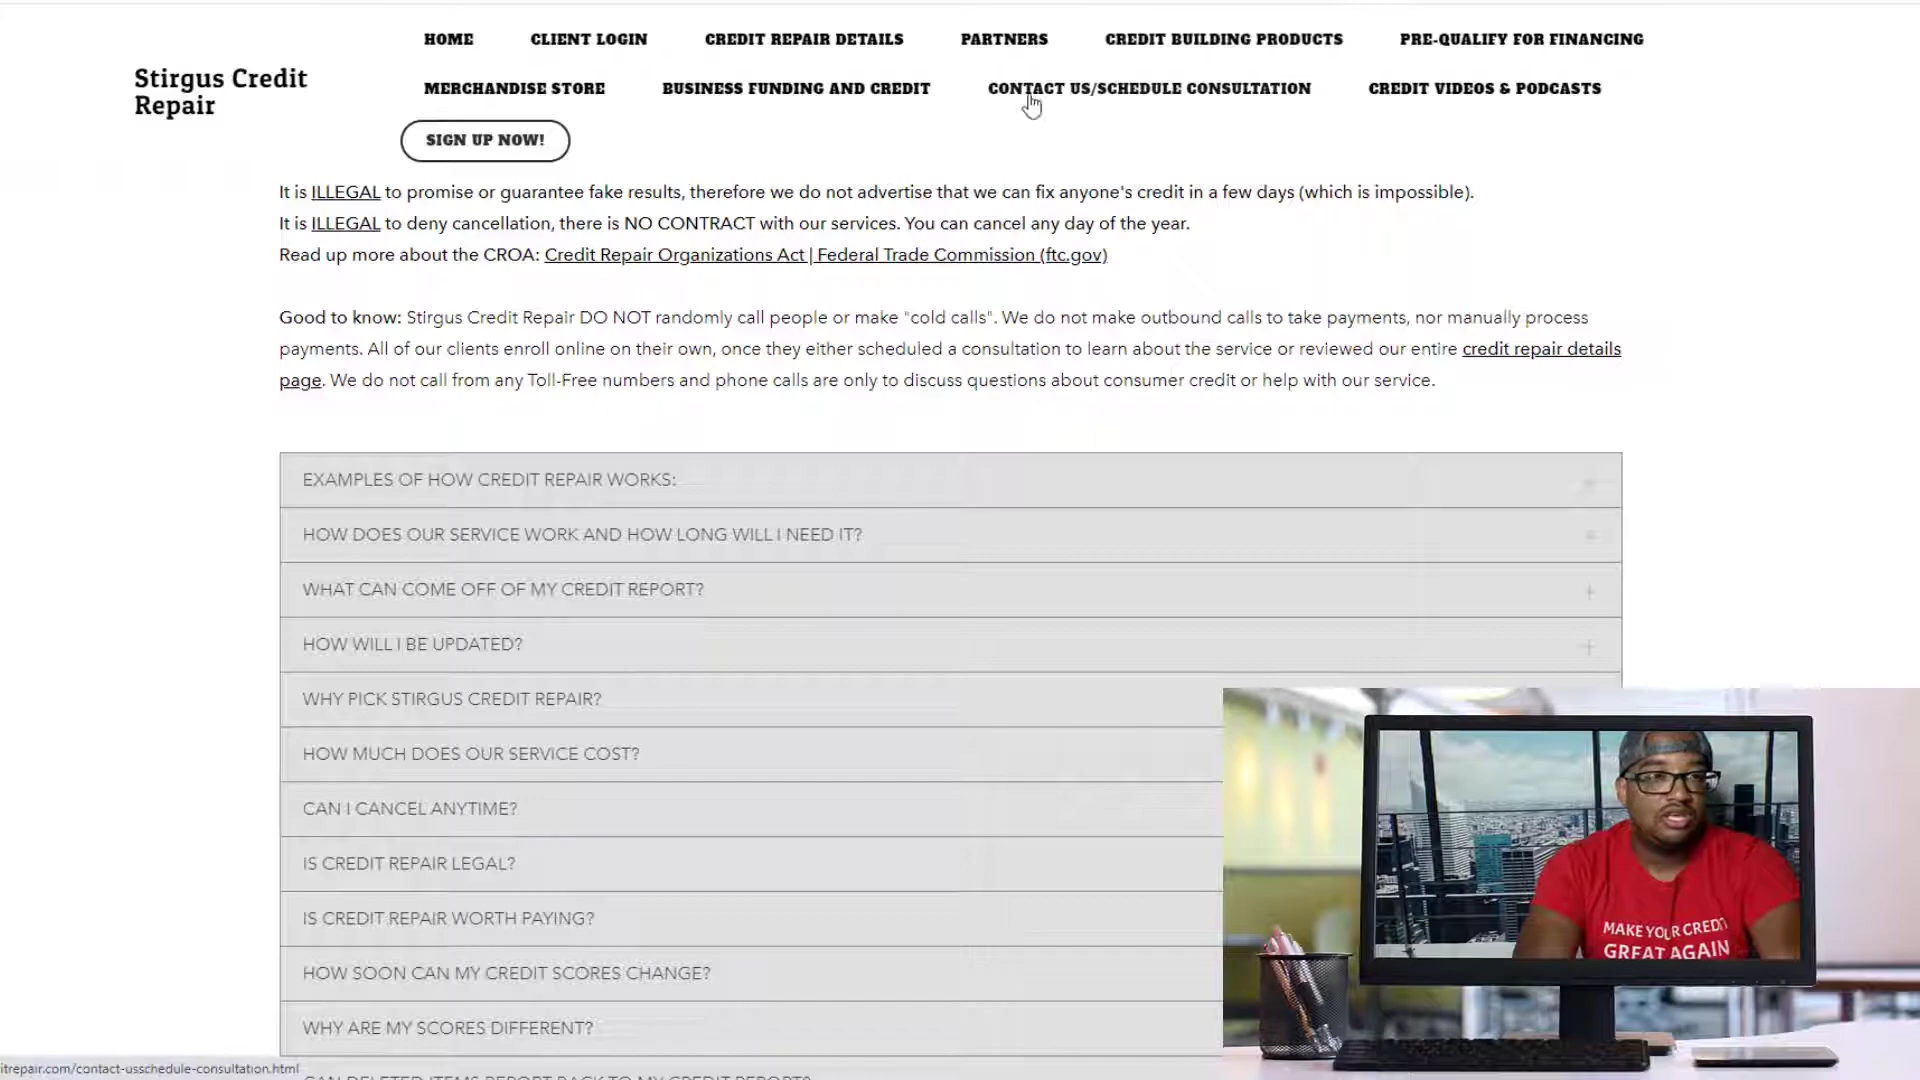 HOME
CLIENT LOGIN
CREDIT REPAIR DETAILS
PARTNERS
CREDIT BUILDING PRODUCTS
PRE-QUALIFY FOR FINANCING
Stirgus Credit
Repair
MERCHANDISE STORE
BUSINESS FUNDING AND CREDIT
CONTACT US/SCHEDULE CONSULTATION
CREDIT VIDEOS & PODCASTS
SIGN UP NOW!
It is ILLEGAL to promise or guarantee fake results, therefore we do not advertise that we can fix anyone's credit in a few days (which is impossible).
It is ILLEGAL to deny cancellation, there is NO CONTRACT with our services. You can cancel any day of the year.
Read up more about the CROA: Credit Repair Organizations Act | Federal Trade Commission (ftc.gov)
Good to know: Stirgus Credit Repair DO NOT randomly call people or make "cold calls". We do not make outbound calls to take payments, nor manually process
payments. All of our clients enroll online on their own, once they either scheduled a consultation to learn about the service or reviewed our entire credit repair details
page. We do not call from any Toll-Free numbers and phone calls are only to discuss questions about consumer credit or help with our service.
EXAMPLES OF HOW CREDIT REPAIR WORKS:
HOW DOES OUR SERVICE WORK AND HOW LONG WILL I NEED IT?
WHAT CAN COME OFF OF MY CREDIT REPORT?
HOW WILL I BE UPDATED?
WHY PICK STIRGUS CREDIT REPAIR?
HOW MUCH DOES OUR SERVICE COST?
CAN I CANCEL ANYTIME?
IS CREDIT REPAIR LEGAL?
IS CREDIT REPAIR WORTH PAYING?
HOW SOON CAN MY CREDIT SCORES CHANGE?
WHY ARE MY SCORES DIFFERENT?
CAN DELETED ITEMS REPORT BACK TO MY CREDIT REPORT?
itrepair.com/contact-usschedule-consultation.html
MAKE YOUR CREDIT
GREAT AGAIN